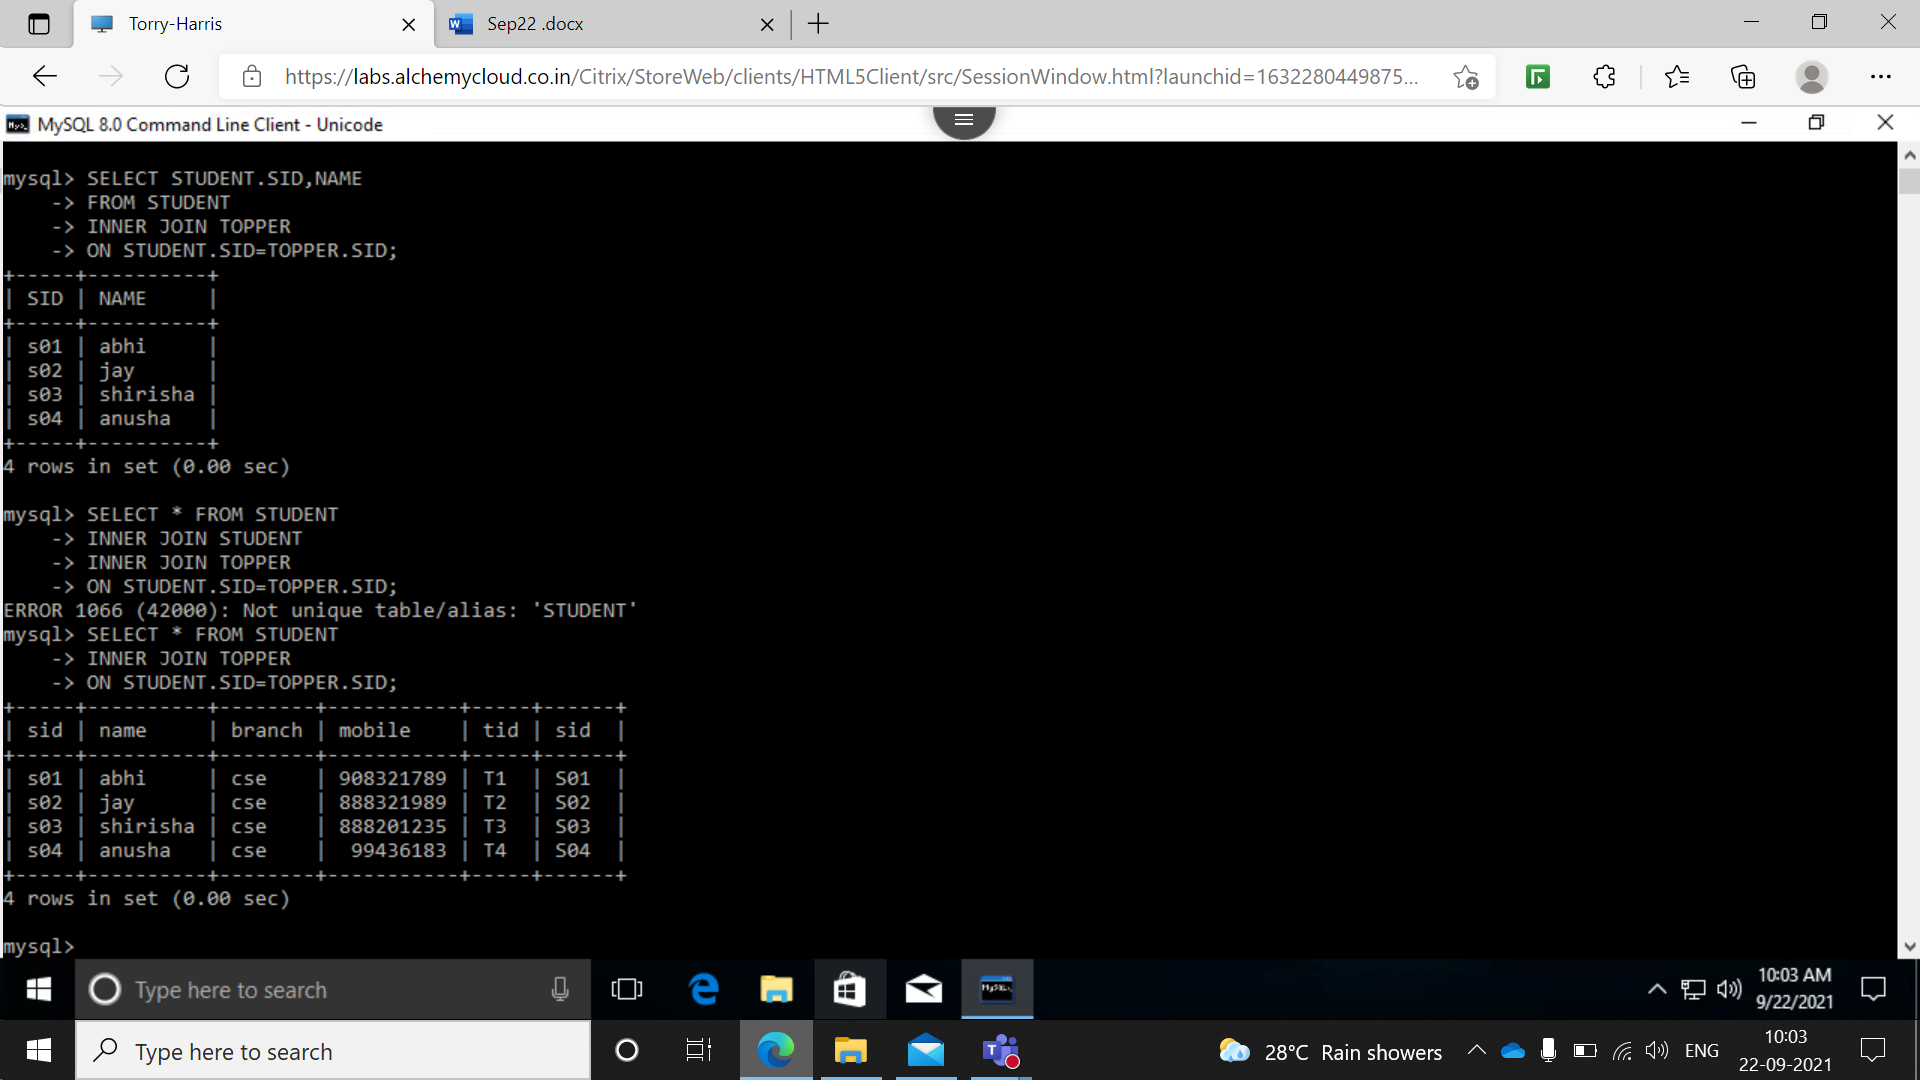 Torry-Harris
Sep22 .docx
https://labs.alchemycloud.co.in/Citrix/StoreWeb/clients/HTML5Client/src/SessionWindow.html?launchid=1632280449875...
MySQL 8.0 Command Line Client - Unicode
mysql> SELECT STUDENT.SID,NAME
    -> FROM STUDENT
    -> INNER JOIN TOPPER
    -> ON STUDENT.SID=TOPPER.SID;
+-----+----------+
| SID | NAME     |
+-----+----------+
| s01 | abhi     |
| s02 | jay      |
| s03 | shirisha |
| s04 | anusha   |
+-----+----------+
4 rows in set (0.00 sec)
mysql> SELECT * FROM STUDENT
    -> INNER JOIN STUDENT
    -> INNER JOIN TOPPER
    -> ON STUDENT.SID=TOPPER.SID;
ERROR 1066 (42000): Not unique table/alias: 'STUDENT'
mysql> SELECT * FROM STUDENT
    -> INNER JOIN TOPPER
    -> ON STUDENT.SID=TOPPER.SID;
+-----+----------+--------+-----------+-----+------+
| sid | name     | branch | mobile    | tid | sid  |
+-----+----------+--------+-----------+-----+------+
| s01 | abhi     | cse    | 908321789 | T1  | S01  |
| s02 | jay      | cse    | 888321989 | T2  | S02  |
| s03 | shirisha | cse    | 888201235 | T3  | S03  |
| s04 | anusha   | cse    |  99436183 | T4  | S04  |
+-----+----------+--------+-----------+-----+------+
4 rows in set (0.00 sec)
mysql>
Type here to search
10:03 AM
9/22/2021
Type here to search
28°C Rain showers
ENG
10:03
22-09-2021